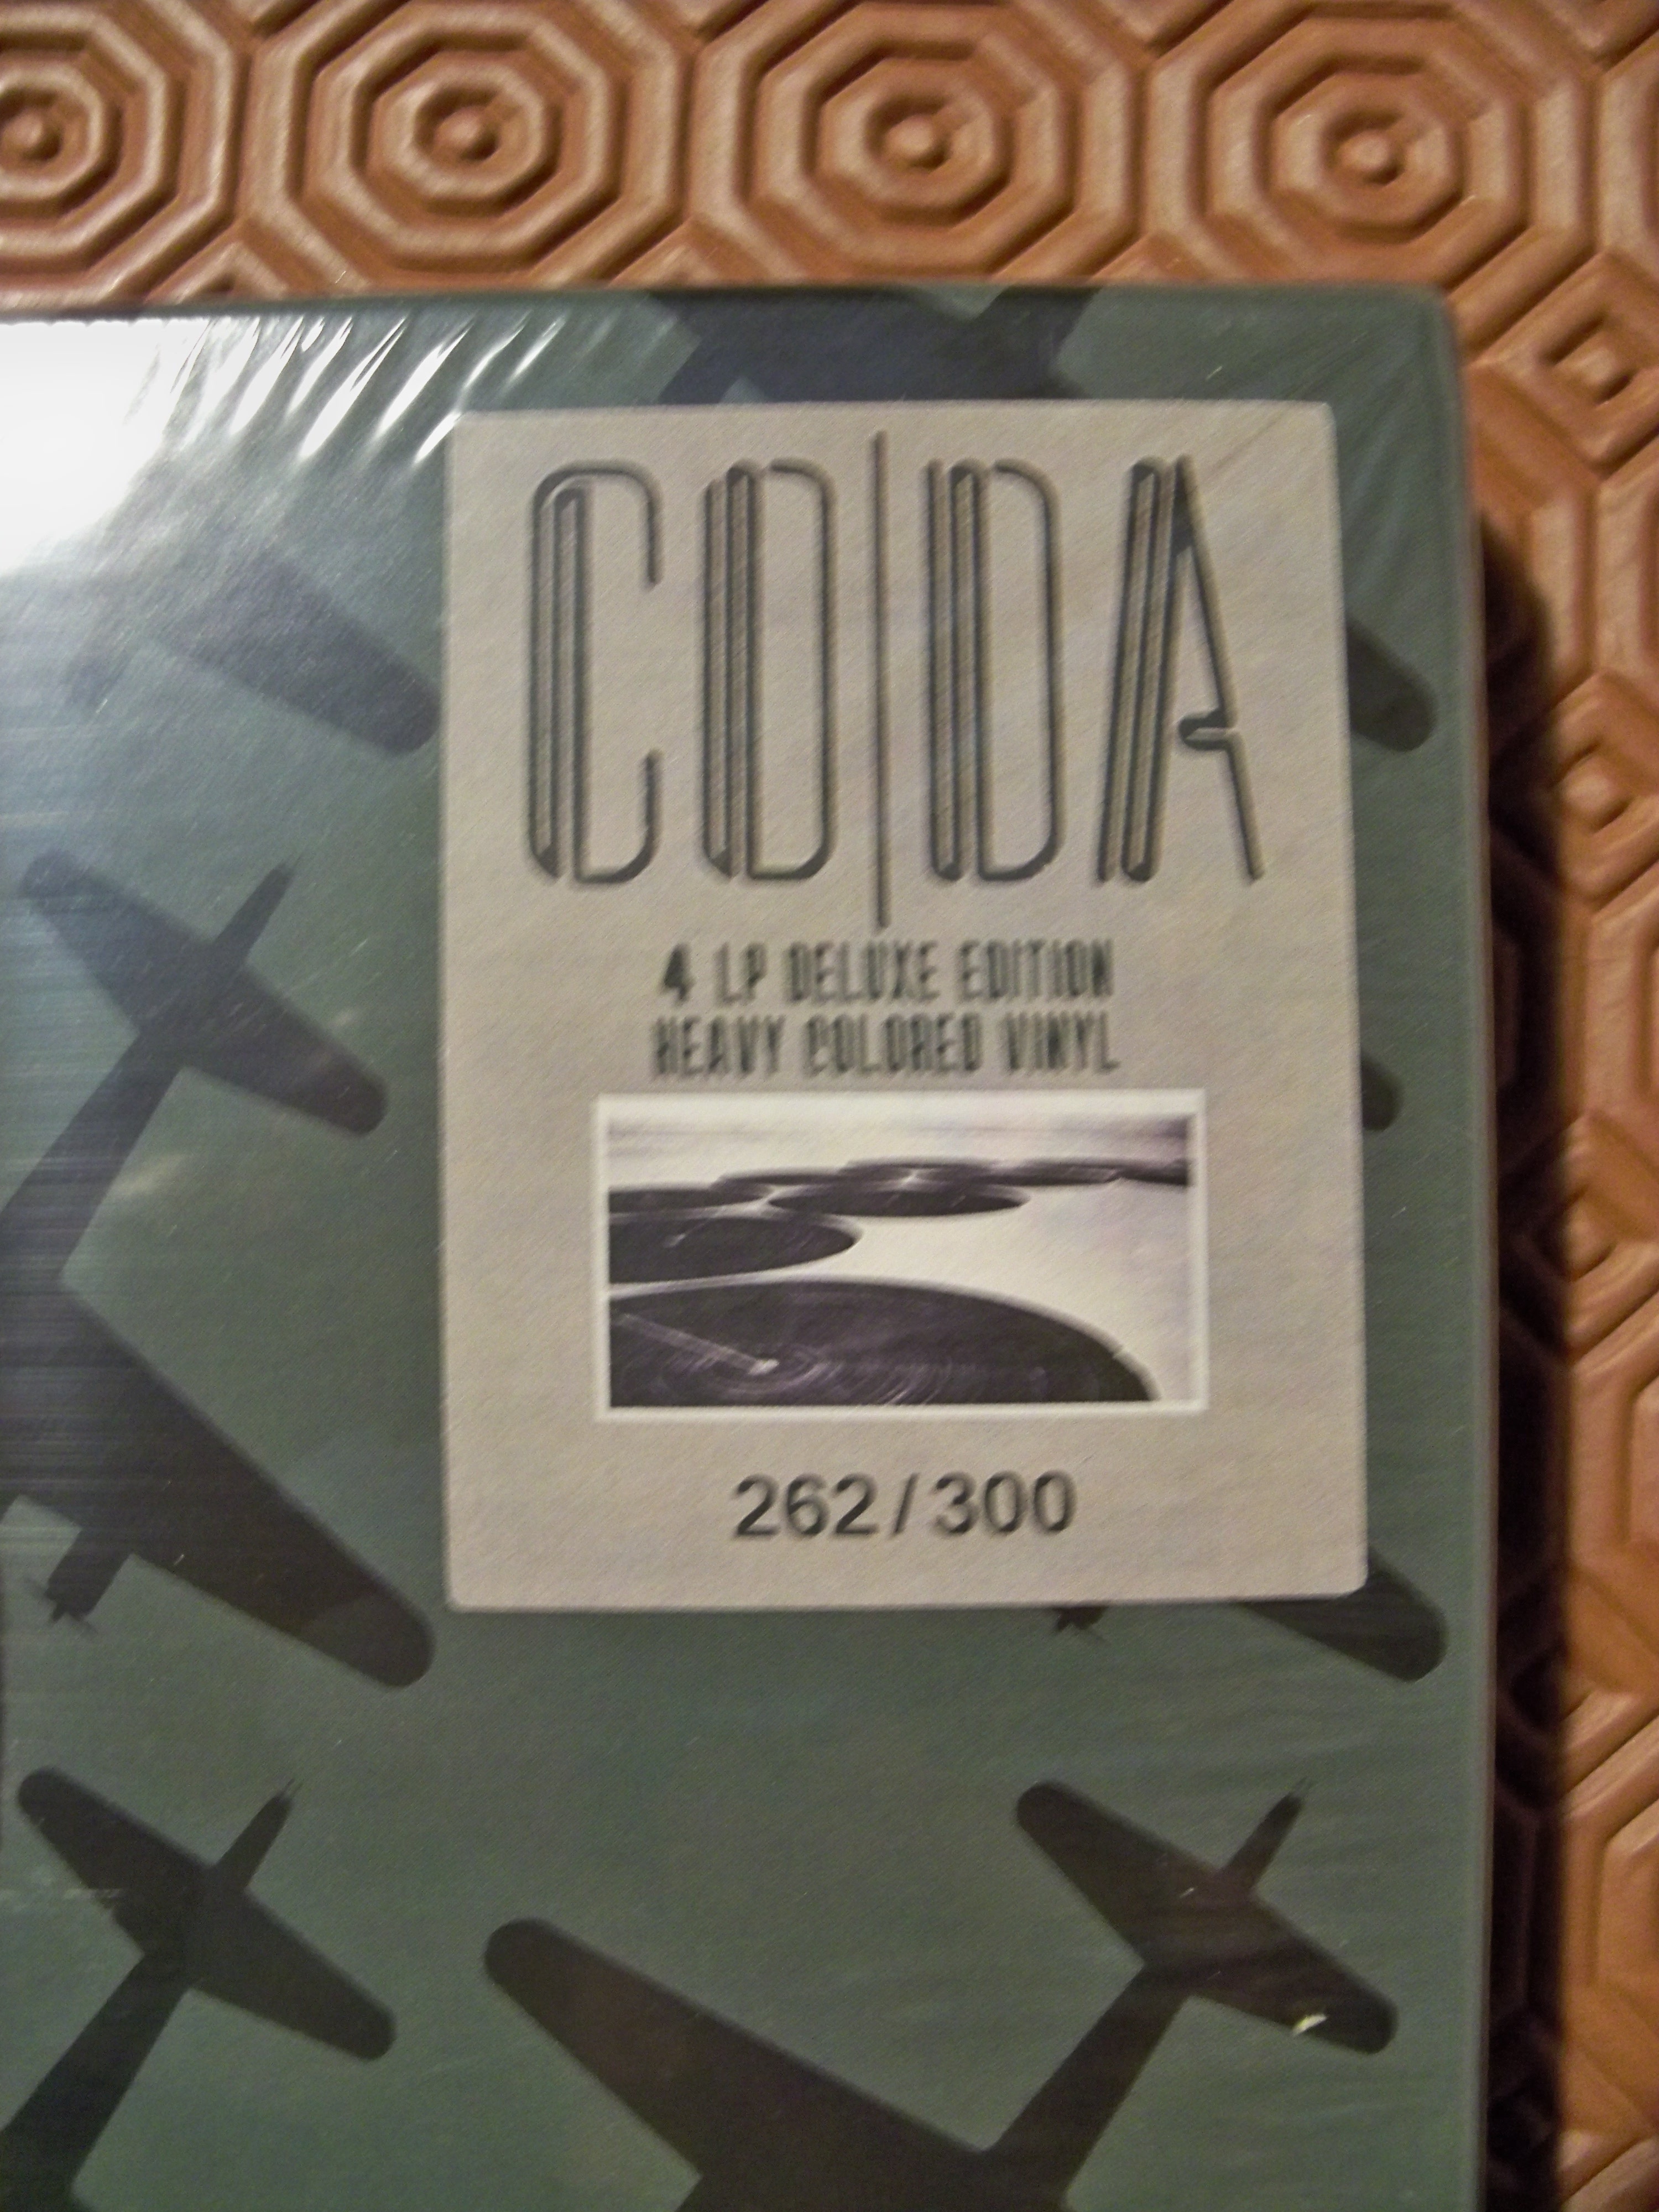 CODA
4 LP DELUXE EDITION
HEAVY COLORED VINYL
262/300